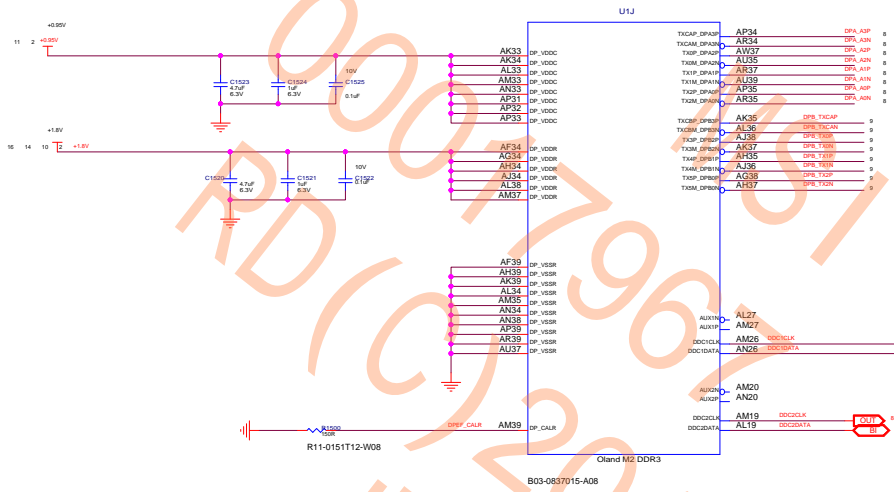 U1J
+0.95V
11 2 +0.95V
AK33 DP_VDDC
AK34 DP_VDDC
AL33 DP_VDDC
AM33 DP_VDDC
AN33 DP_VDDC
AP31 DP_VDDC
AP32 DP_VDDC
AP33 DP_VDDC
C1523
4.7uF
6.3V
C1524
1uF
6.3V
10V
C1525
0.1uF
+1.8V
16 14 10 2 +1.8V
AF34 DP_VDDR
AG34 DP_VDDR
AH34 DP_VDDR
AJ34 DP_VDDR
AL38 DP_VDDR
AM37 DP_VDDR
C1520
4.7uF
6.3V
C1521
1uF
6.3V
10V
C1522
0.1uF
AF39 DP_VSSR
AH39 DP_VSSR
AK39 DP_VSSR
AL34 DP_VSSR
AM35 DP_VSSR
AN34 DP_VSSR
AN38 DP_VSSR
AP39 DP_VSSR
AR39 DP_VSSR
AU37 DP_VSSR
R1500
150R
R11-0151T12-W08
DPEF_CALR AM39 DP_CALR
TXCAP_DPA3P AP34 DPA_A3P 8
TXCAM_DPA3N AR34 DPA_A3N 8
TX0P_DPA2P AW37 DPA_A2P 8
TX0M_DPA2N AU35 DPA_A2N 8
TX1P_DPA1P AR37 DPA_A1P 8
TX1M_DPA1N AU39 DPA_A1N 8
TX2P_DPA0P AP35 DPA_A0P 8
TX2M_DPA0N AR35 DPA_A0N 8
TXCBP_DPB3P AK35 DPB_TXCAP 9
TXCBM_DPB3N AL36 DPB_TXCAN 9
TX3P_DPB2P AJ38 DPB_TX0P 9
TX3M_DPB2N AK37 DPB_TX0N 9
TX4P_DPB1P AH35 DPB_TX1P 9
TX4M_DPB1N AJ36 DPB_TX1N 9
TX5P_DPB0P AG38 DPB_TX2P 9
TX5M_DPB0N AH37 DPB_TX2N 9
AUX1N AL27
AUX1P AM27
DDC1CLK AM26 DDC1CLK
DDC1DATA AN26 DDC1DATA
AUX2N AM20
AUX2P AN20
DDC2CLK AM19 DDC2CLK OUT 8
DDC2DATA AL19 DDC2DATA BI
Oland M2 DDR3
B03-0837015-A08
MSI
00017967
RD(C)20